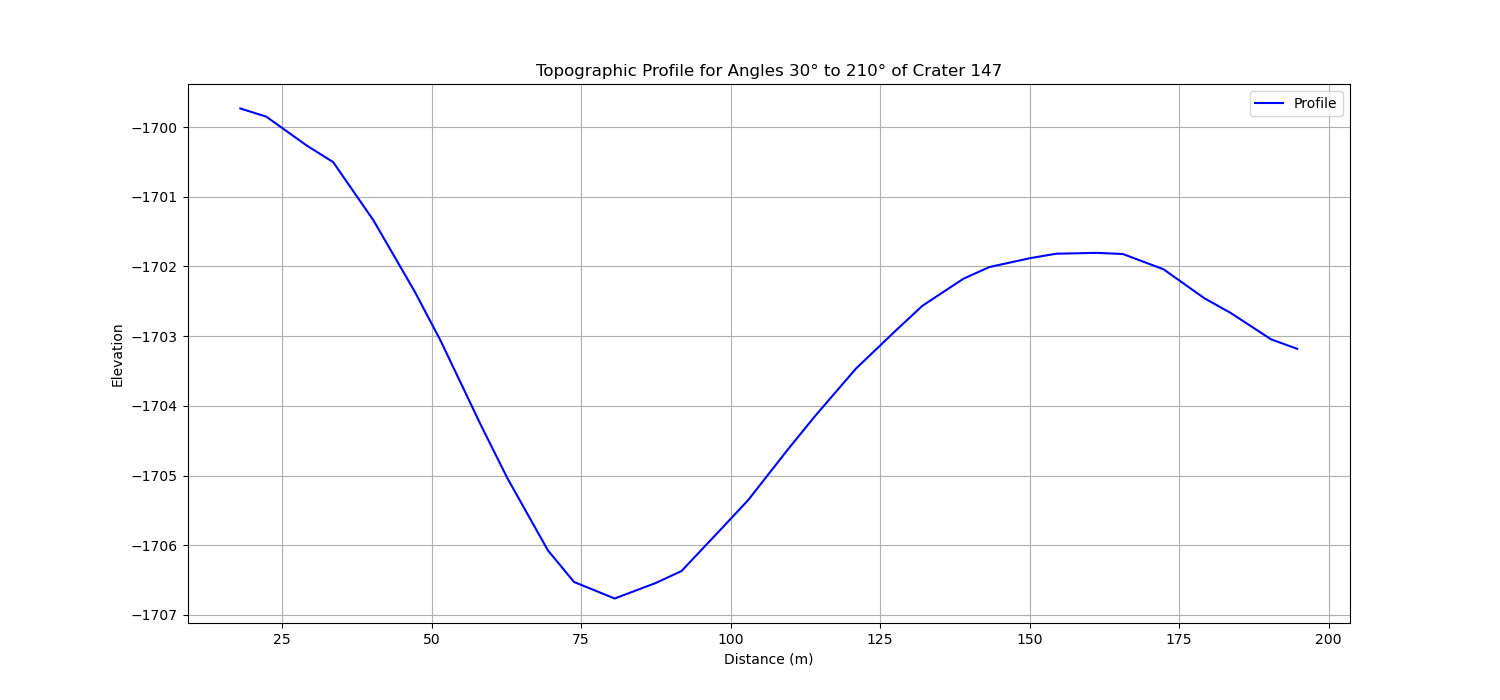 Topographic Profile for Angles 30° to 210° of Crater 147
Profile
−1700
−1701
−1702
−1703
−1704
−1705
−1706
−1707
Elevation
25 50 75 100 125 150 175 200
Distance (m)